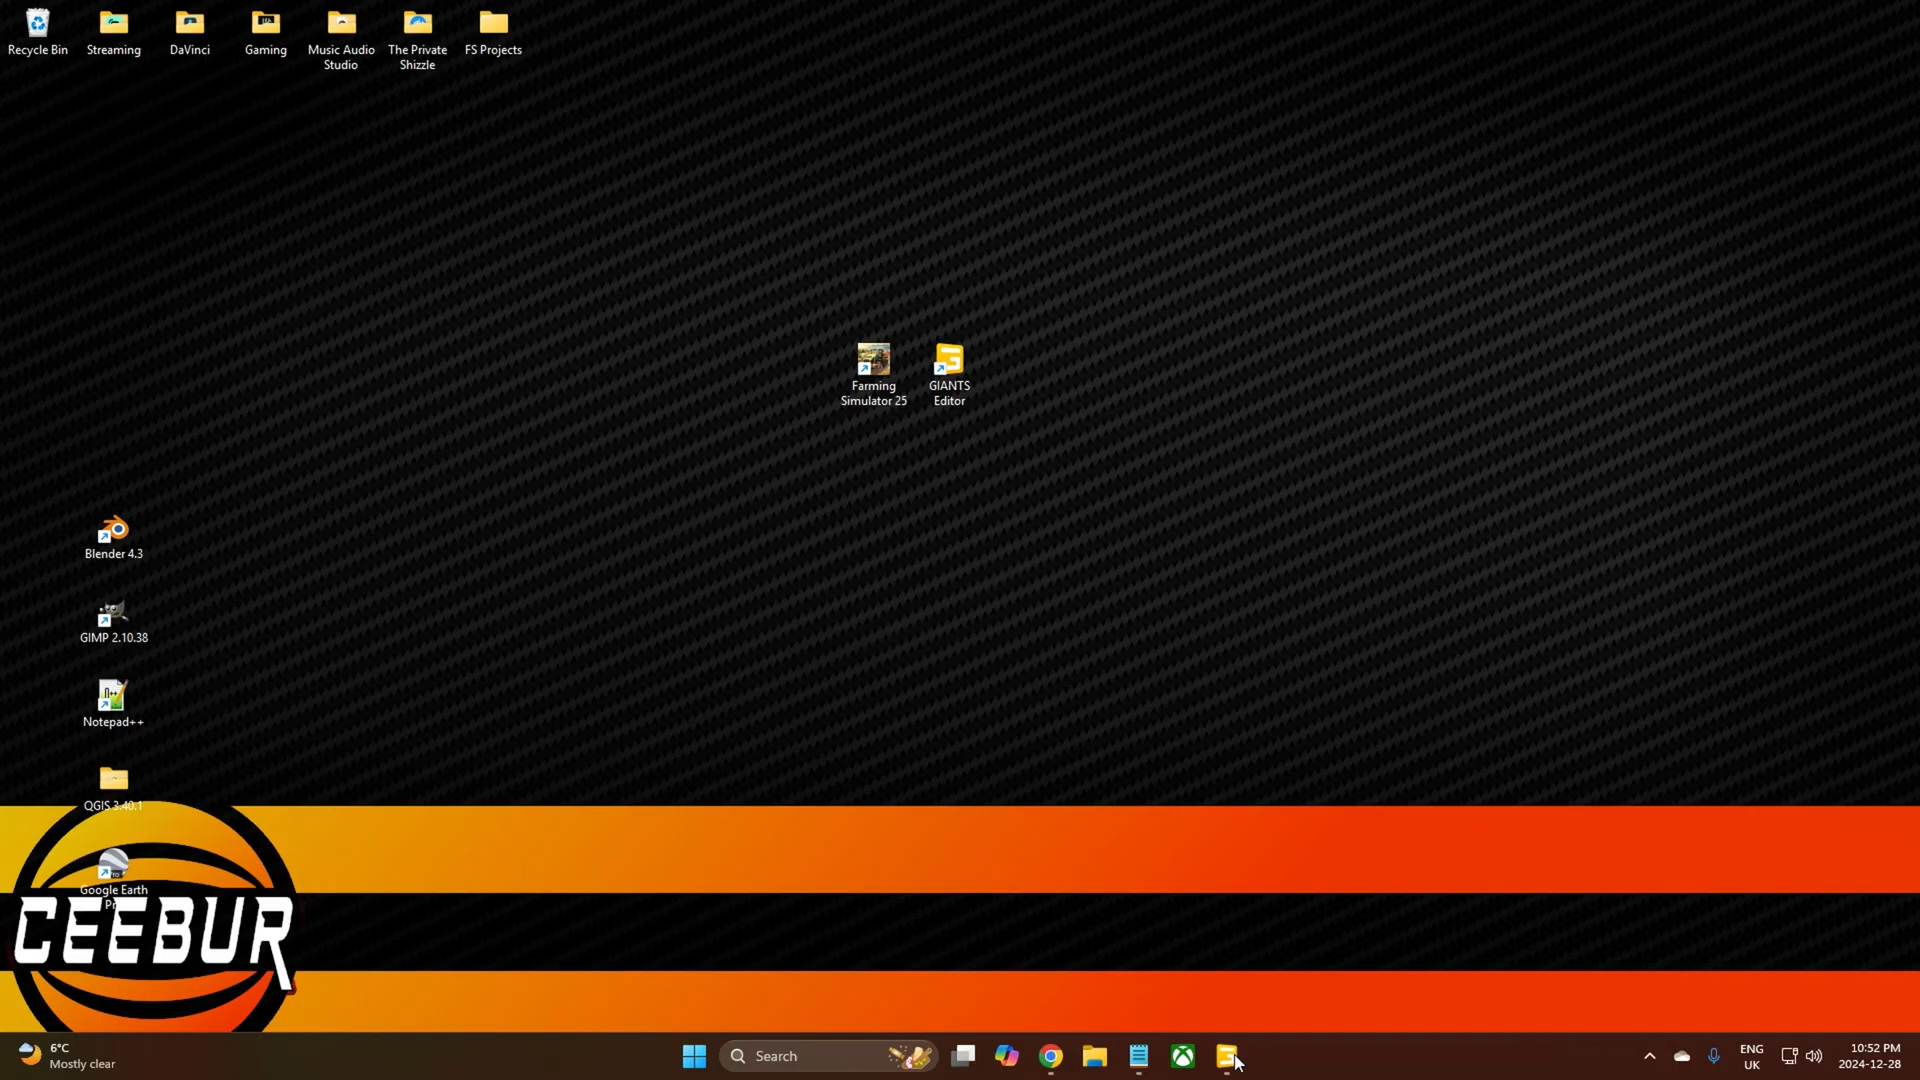 Recycle Bin
Streaming
DaVinci
Gaming
Music Audio
Studio
The Private
Shizzle
FS Projects
Farming
Simulator 25
GIANTS
Editor
Blender 4.3
GIMP 2.10.38
Notepad++
QGIS 3.40.1
Google Earth
CEEBUR
6°C
Mostly clear
Search
ENG
UK
10:52 PM
2024-12-28